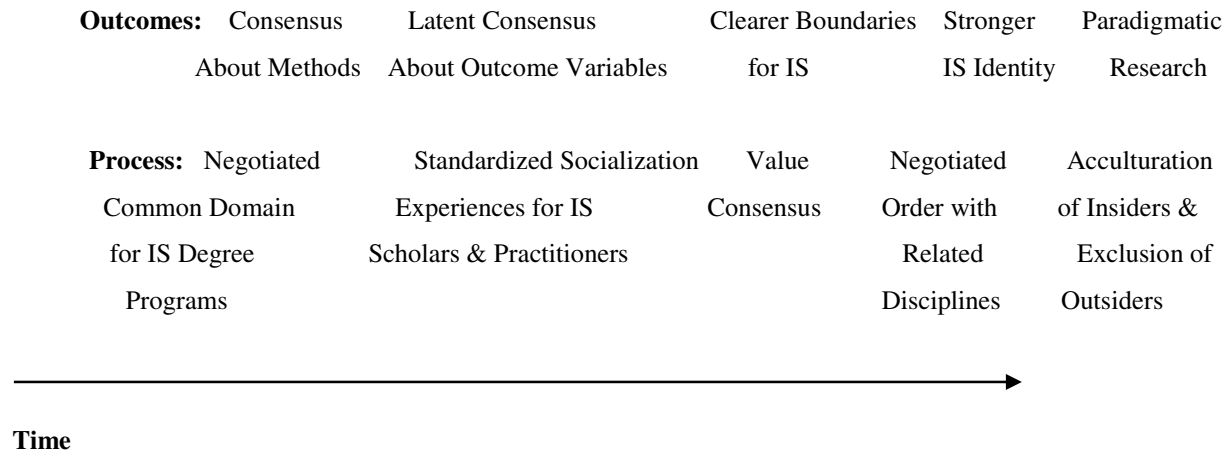 Outcomes: Consensus Latent Consensus Clearer Boundaries Stronger Paradigmatic
About Methods About Outcome Variables for IS IS Identity Research
Process: Negotiated Standardized Socialization Value Negotiated Acculturation
Common Domain Experiences for IS Consensus Order with of Insiders &
for IS Degree Scholars & Practitioners Related Exclusion of
Programs Disciplines Outsiders
Time